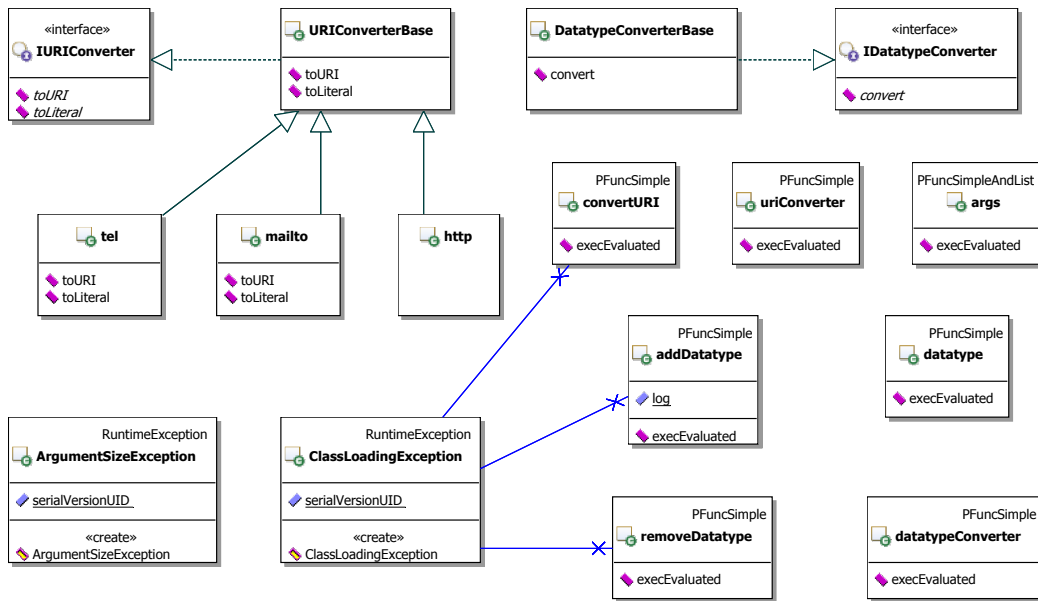 «interface»
IURIConverter
toURI
toLiteral
URIConverterBase
toURI
toLiteral
DatatypeConverterBase
convert
«interface»
IDatatypeConverter
convert
tel
toURI
toLiteral
mailto
toURI
toLiteral
http
PFuncSimple
convertURI
execEvaluated
PFuncSimple
uriConverter
execEvaluated
PFuncSimpleAndList
args
execEvaluated
PFuncSimple
addDatatype
log
execEvaluated
PFuncSimple
datatype
execEvaluated
RuntimeException
ArgumentSizeException
serialVersionUID
«create»
ArgumentSizeException
RuntimeException
ClassLoadingException
serialVersionUID
«create»
ClassLoadingException
PFuncSimple
removeDatatype
execEvaluated
PFuncSimple
datatypeConverter
execEvaluated